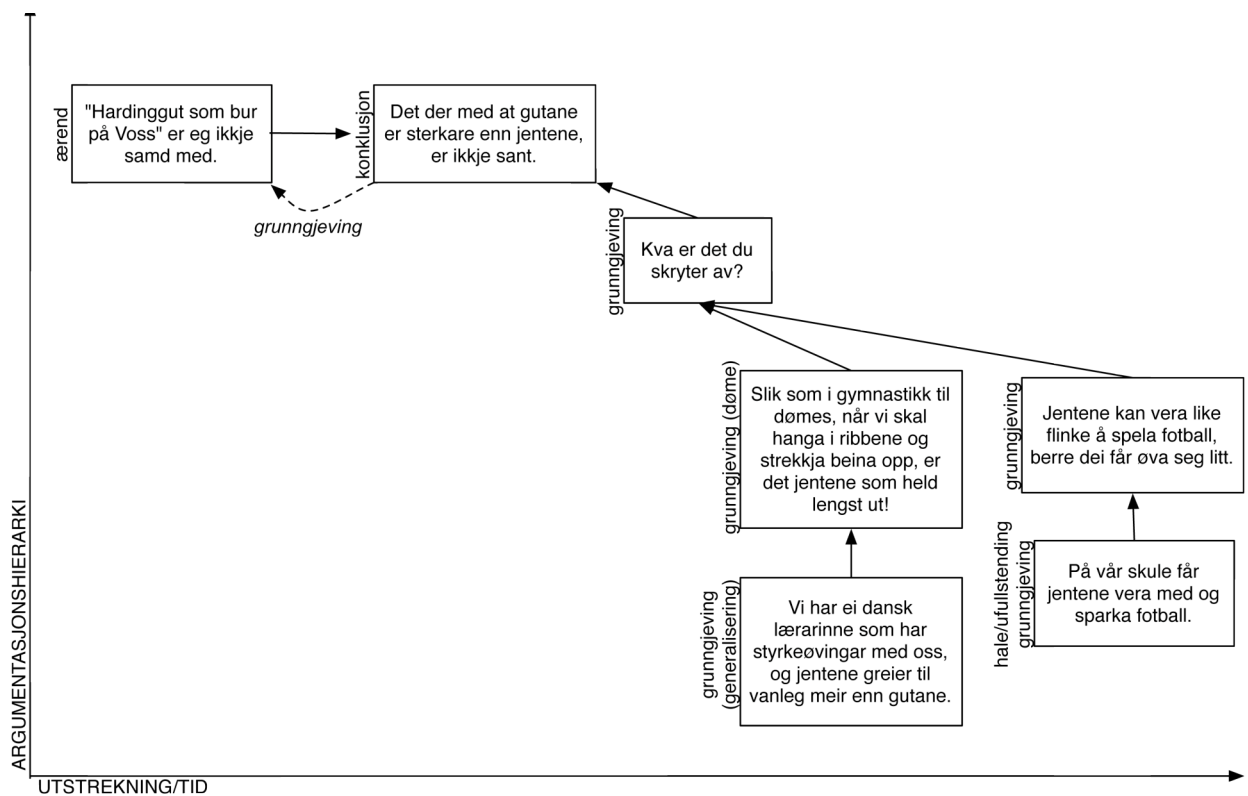 ærend
"Hardinggut som bur
på Voss" er eg ikkje
samd med.
konklusjon
Det der med at gutane
er sterkare enn jentene,
er ikkje sant.
grunngjeving
grunngjeving
Kva er det du
skryter av?
grunngjeving (døme)
Slik som i gymnastikk til
dømes, når vi skal
hanga i ribbene og
strekkja beina opp, er
det jentene som held
lengst ut!
grunngjeving
Jentene kan vera like
flinke å spela fotball,
berre dei får øva seg litt.
grunngjeving
(generalisering)
Vi har ei dansk
lærarinne som har
styrkeøvingar med oss,
og jentene greier til
vanleg meir enn gutane.
hale/ufullstending
grunngjeving
På vår skule får
jentene vera med og
sparka fotball.
ARGUMENTASJONSHIERARKI
UTSTREKNING/TID